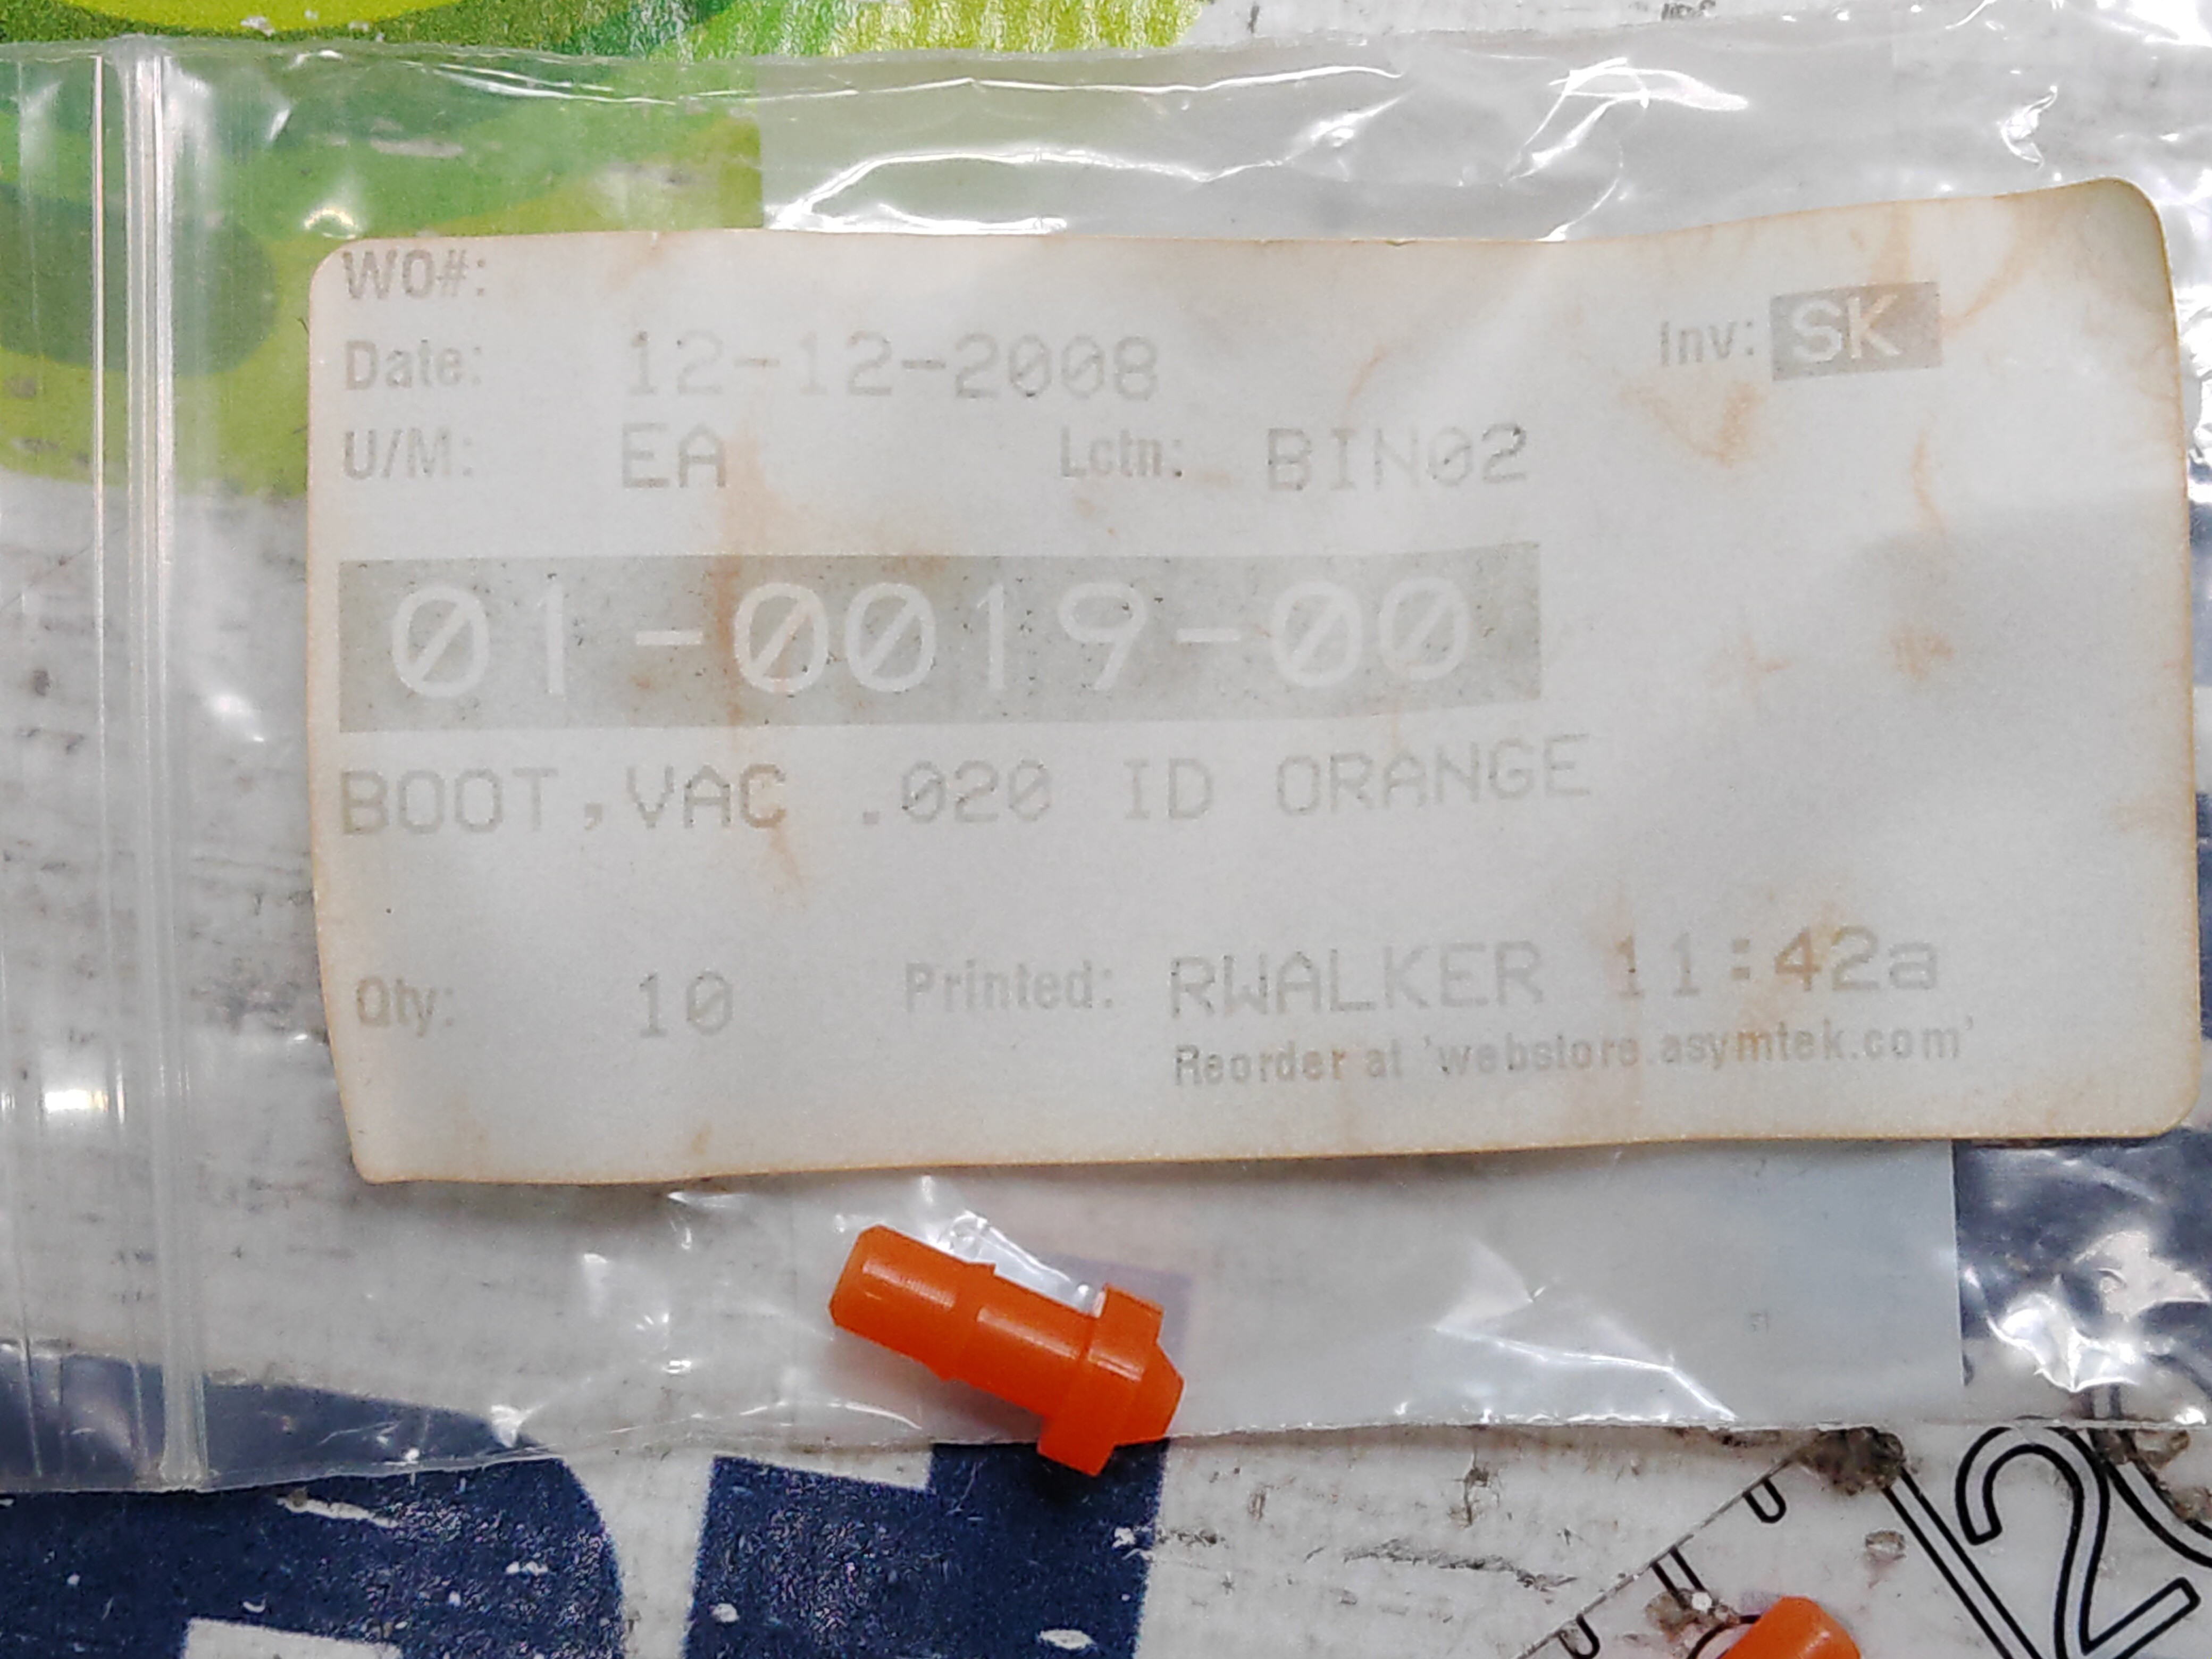 WO#:
Date: 12-12-2008 Inv: SK
U/M: EA Lctn: BIN02
01-0019-00
BOOT,VAC .020 ID ORANGE
Qty: 10 Printed: RWALKER 11:42a
Reorder at 'webstore.asymtek.com'